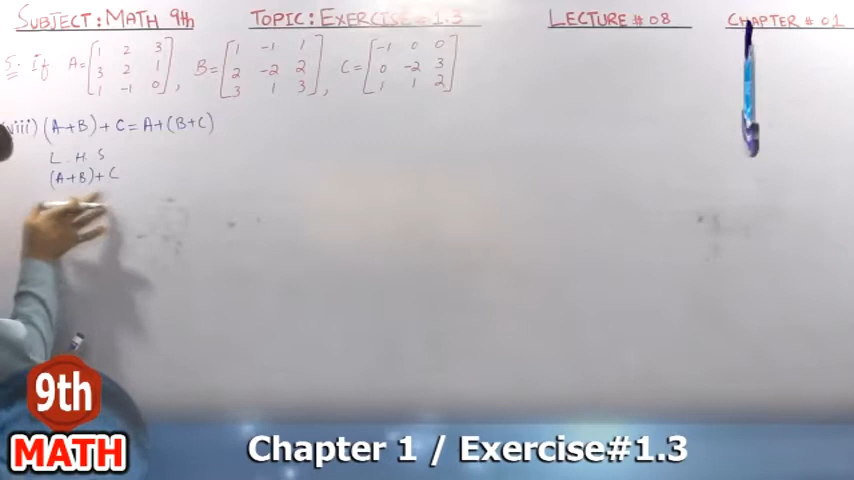 SUBJECT: MATH 9th TOPIC: EXERCISE # 1.3 LECTURE # 08 CHAPTER # 01
5. If A = [1 2 3; 3 2 1; 1 -1 0], B = [1 -1 1; 2 -2 2; 3 1 3], C = [-1 0 0; 0 -2 3; 1 1 2]
viii) (A+B) + C = A + (B+C)
L.H.S
(A+B) + C
9th
MATH
Chapter 1 / Exercise#1.3